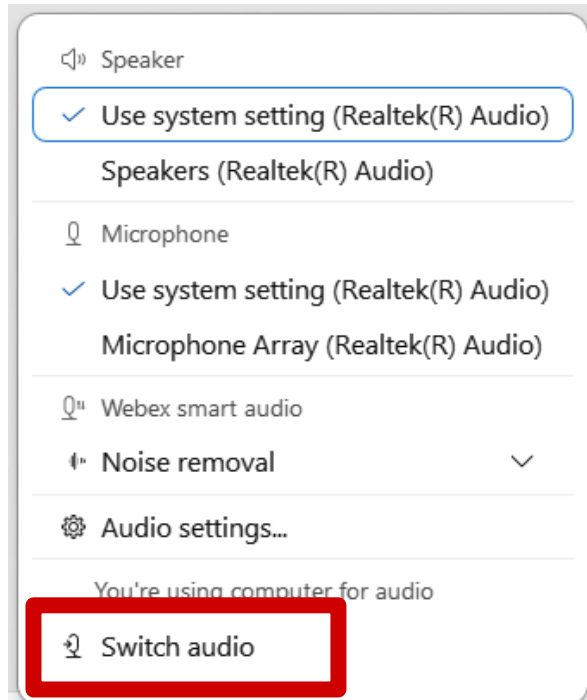 Speaker
Use system setting (Realtek(R) Audio)
Speakers (Realtek(R) Audio)
Microphone
Use system setting (Realtek(R) Audio)
Microphone Array (Realtek(R) Audio)
Webex smart audio
Noise removal
Audio settings...
You're using computer for audio
Switch audio